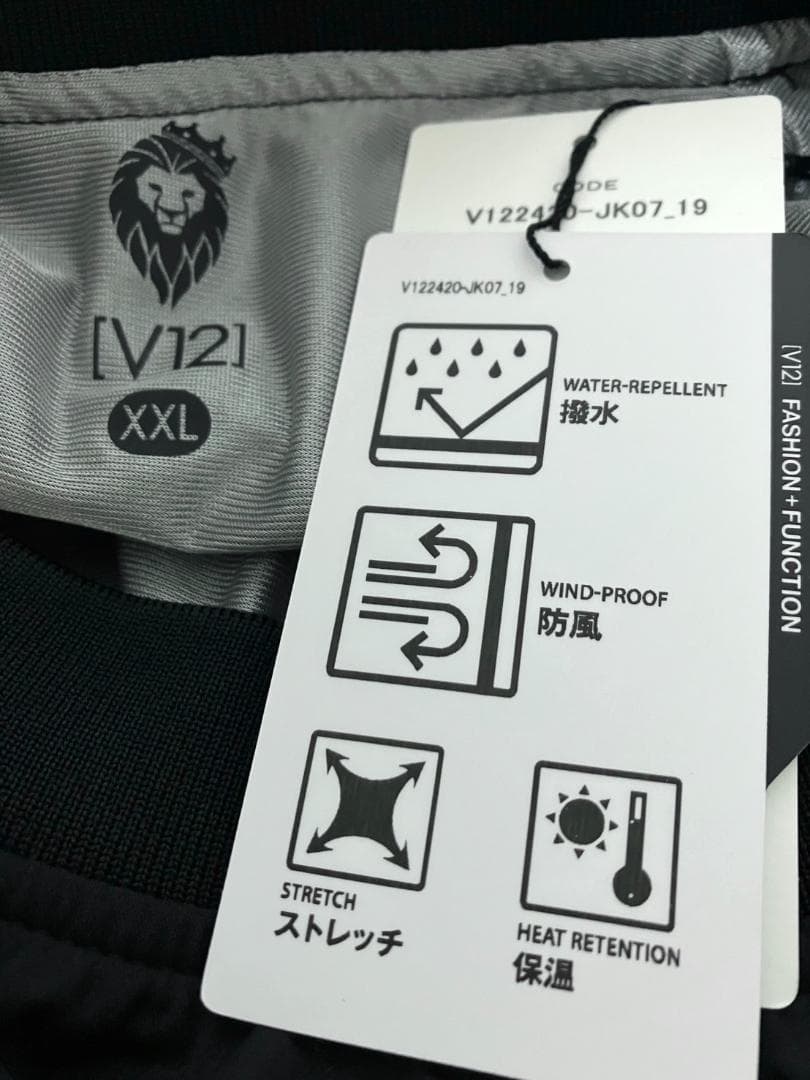 [V12]
XXL
CODE
V122420-JK07_19
V122420-JK07_19
WATER-REPELLENT
撥水
WIND-PROOF
防風
STRETCH
ストレッチ
HEAT RETENTION
保温
[V12] FASHION+FUNCTION